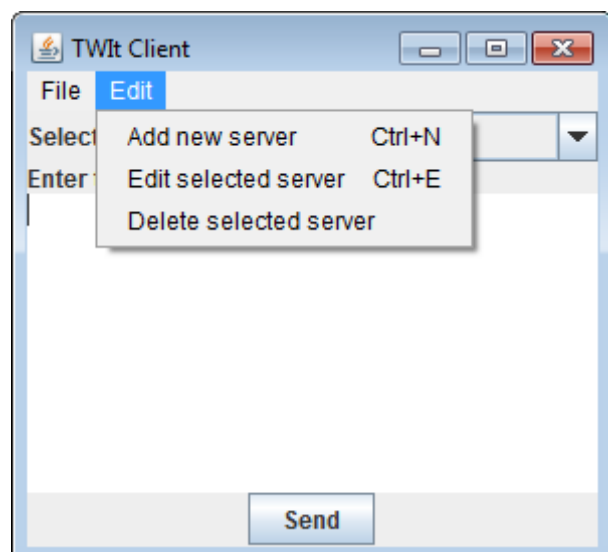 TWIt Client
File Edit
Select
Add new server Ctrl+N
Enter
Edit selected server Ctrl+E
Delete selected server
Send